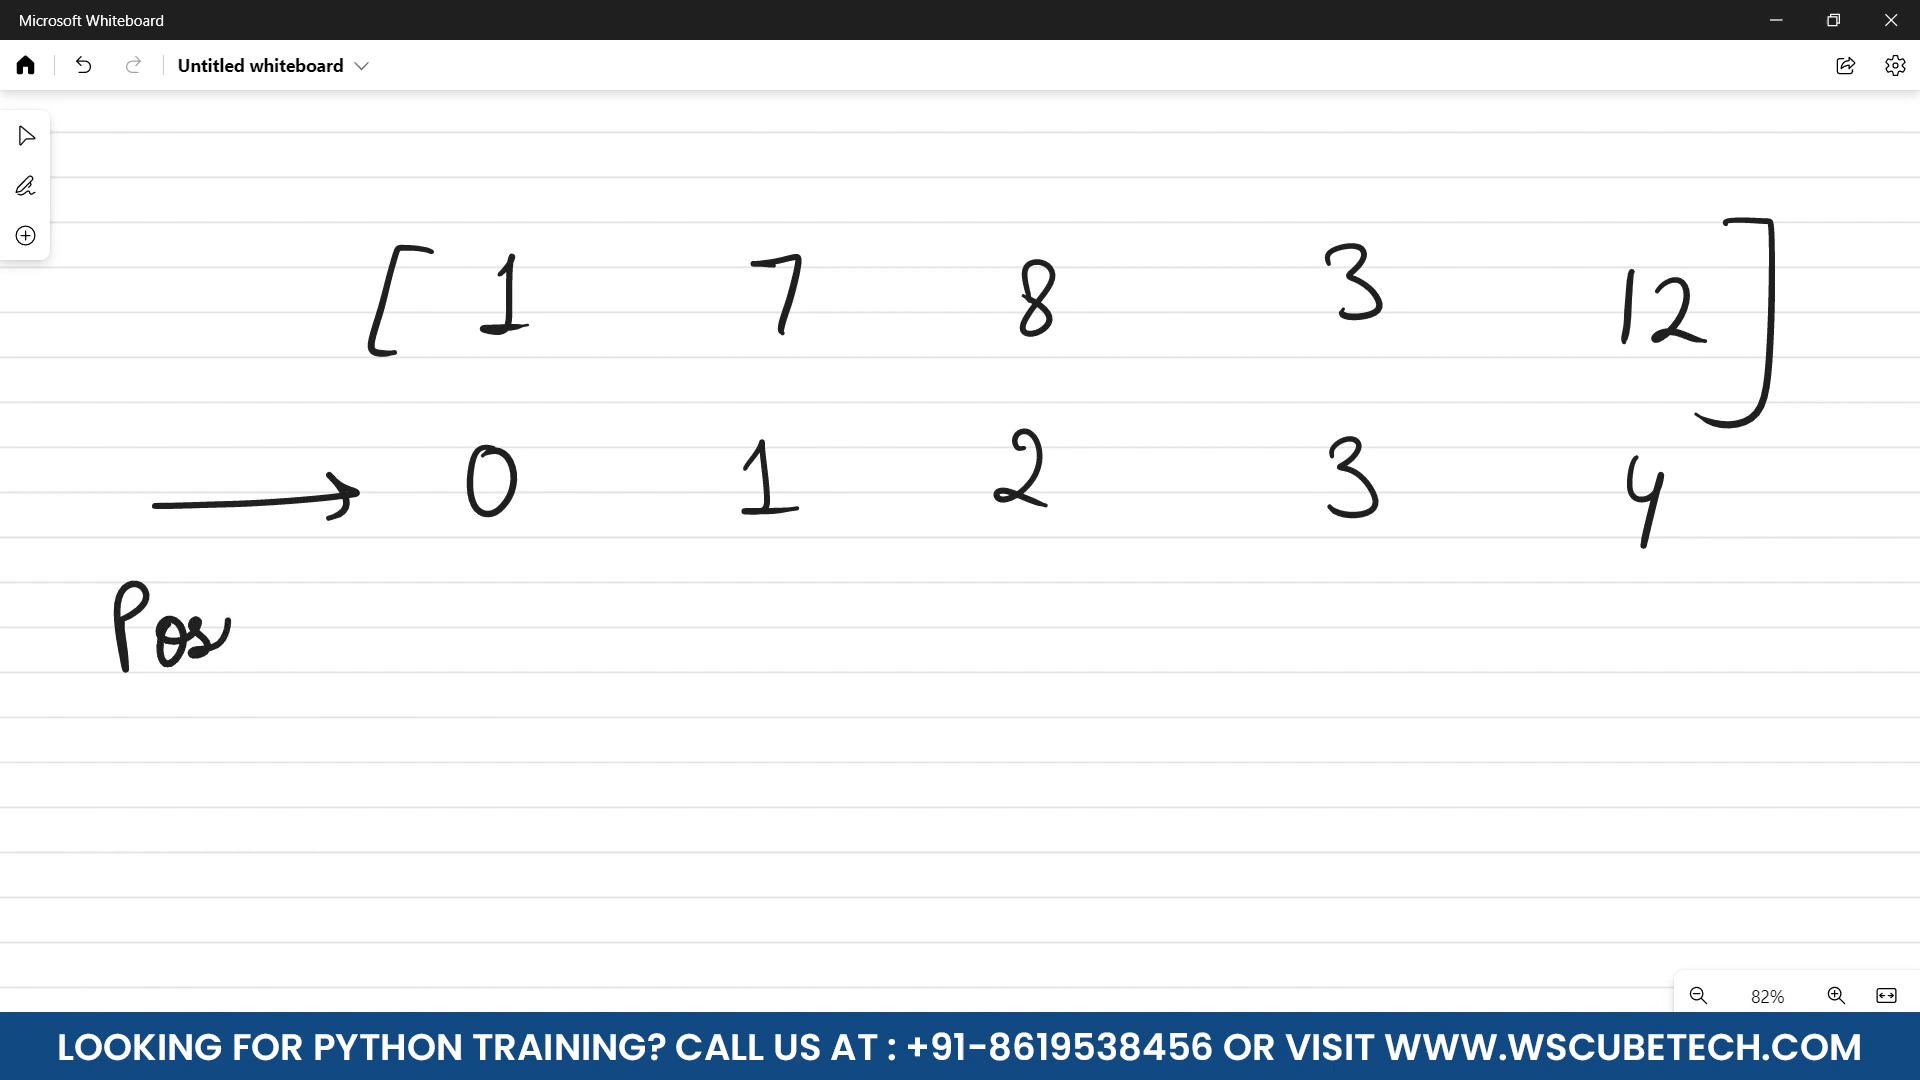 Microsoft Whiteboard
Untitled whiteboard
[ 1 7 8 3 12 ]
0 1 2 3 4
Pos
82%
LOOKING FOR PYTHON TRAINING? CALL US AT : +91-8619538456 OR VISIT WWW.WSCUBETECH.COM